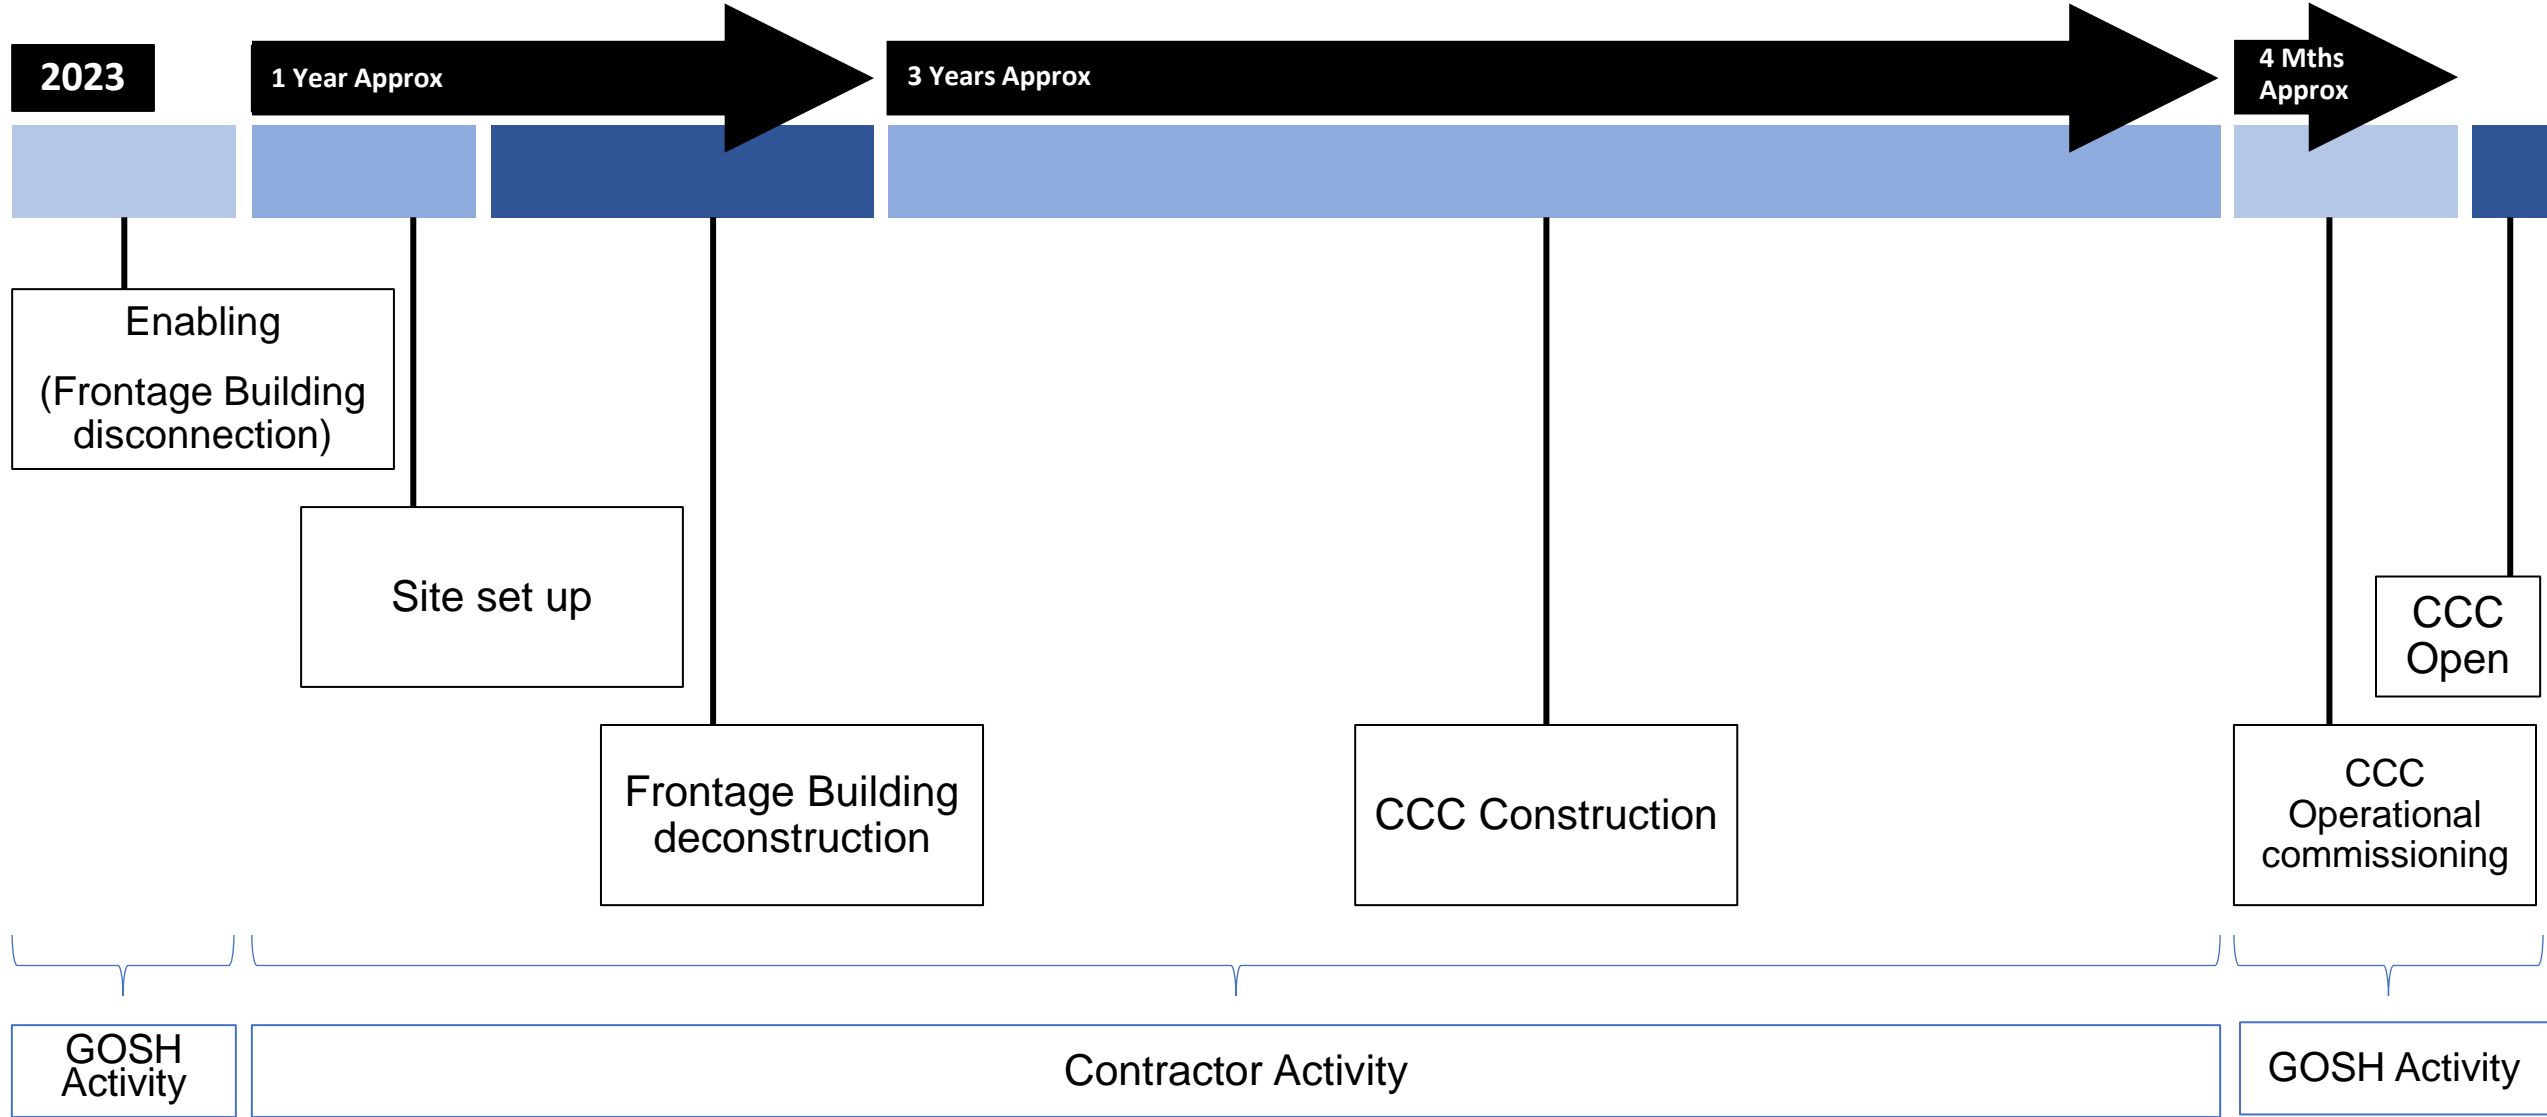 2023
1 Year Approx
3 Years Approx
4 Mths
Approx
Enabling
(Frontage Building
disconnection)
Site set up
Frontage Building
deconstruction
CCC Construction
CCC
Open
CCC
Operational
commissioning
GOSH
Activity
Contractor Activity
GOSH Activity